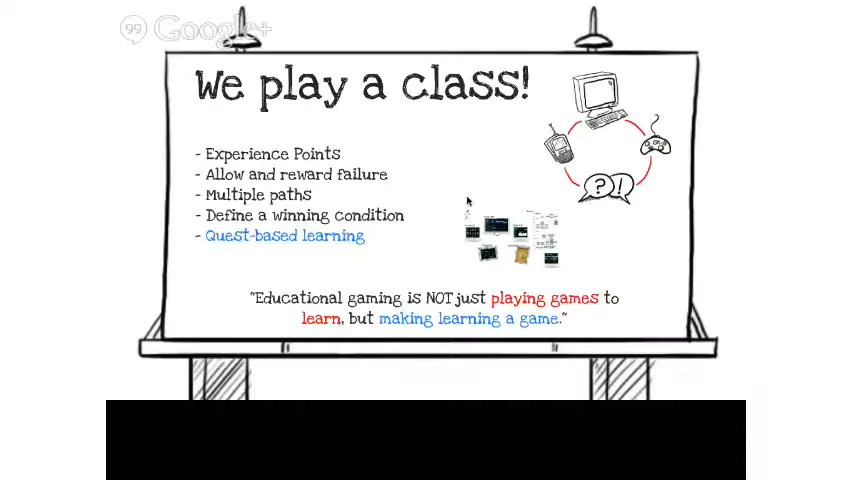 Google+
We play a class!
- Experience Points
- Allow and reward failure
- Multiple paths
- Define a winning condition
- Quest-based learning
"Educational gaming is NOT just playing games to
learn, but making learning a game."